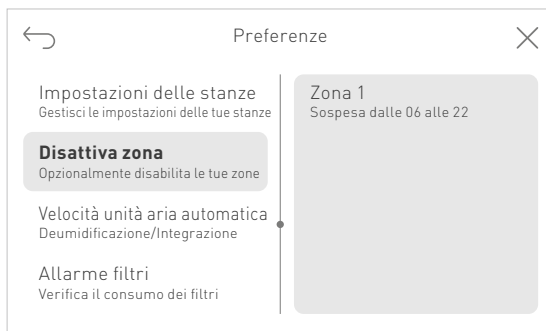 Preferenze
Impostazioni delle stanze
Gestisci le impostazioni delle tue stanze
Disattiva zona
Opzionalmente disabilita le tue zone
Velocità unità aria automatica
Deumidificazione/Integrazione
Allarme filtri
Verifica il consumo dei filtri
Zona 1
Sospesa dalle 06 alle 22